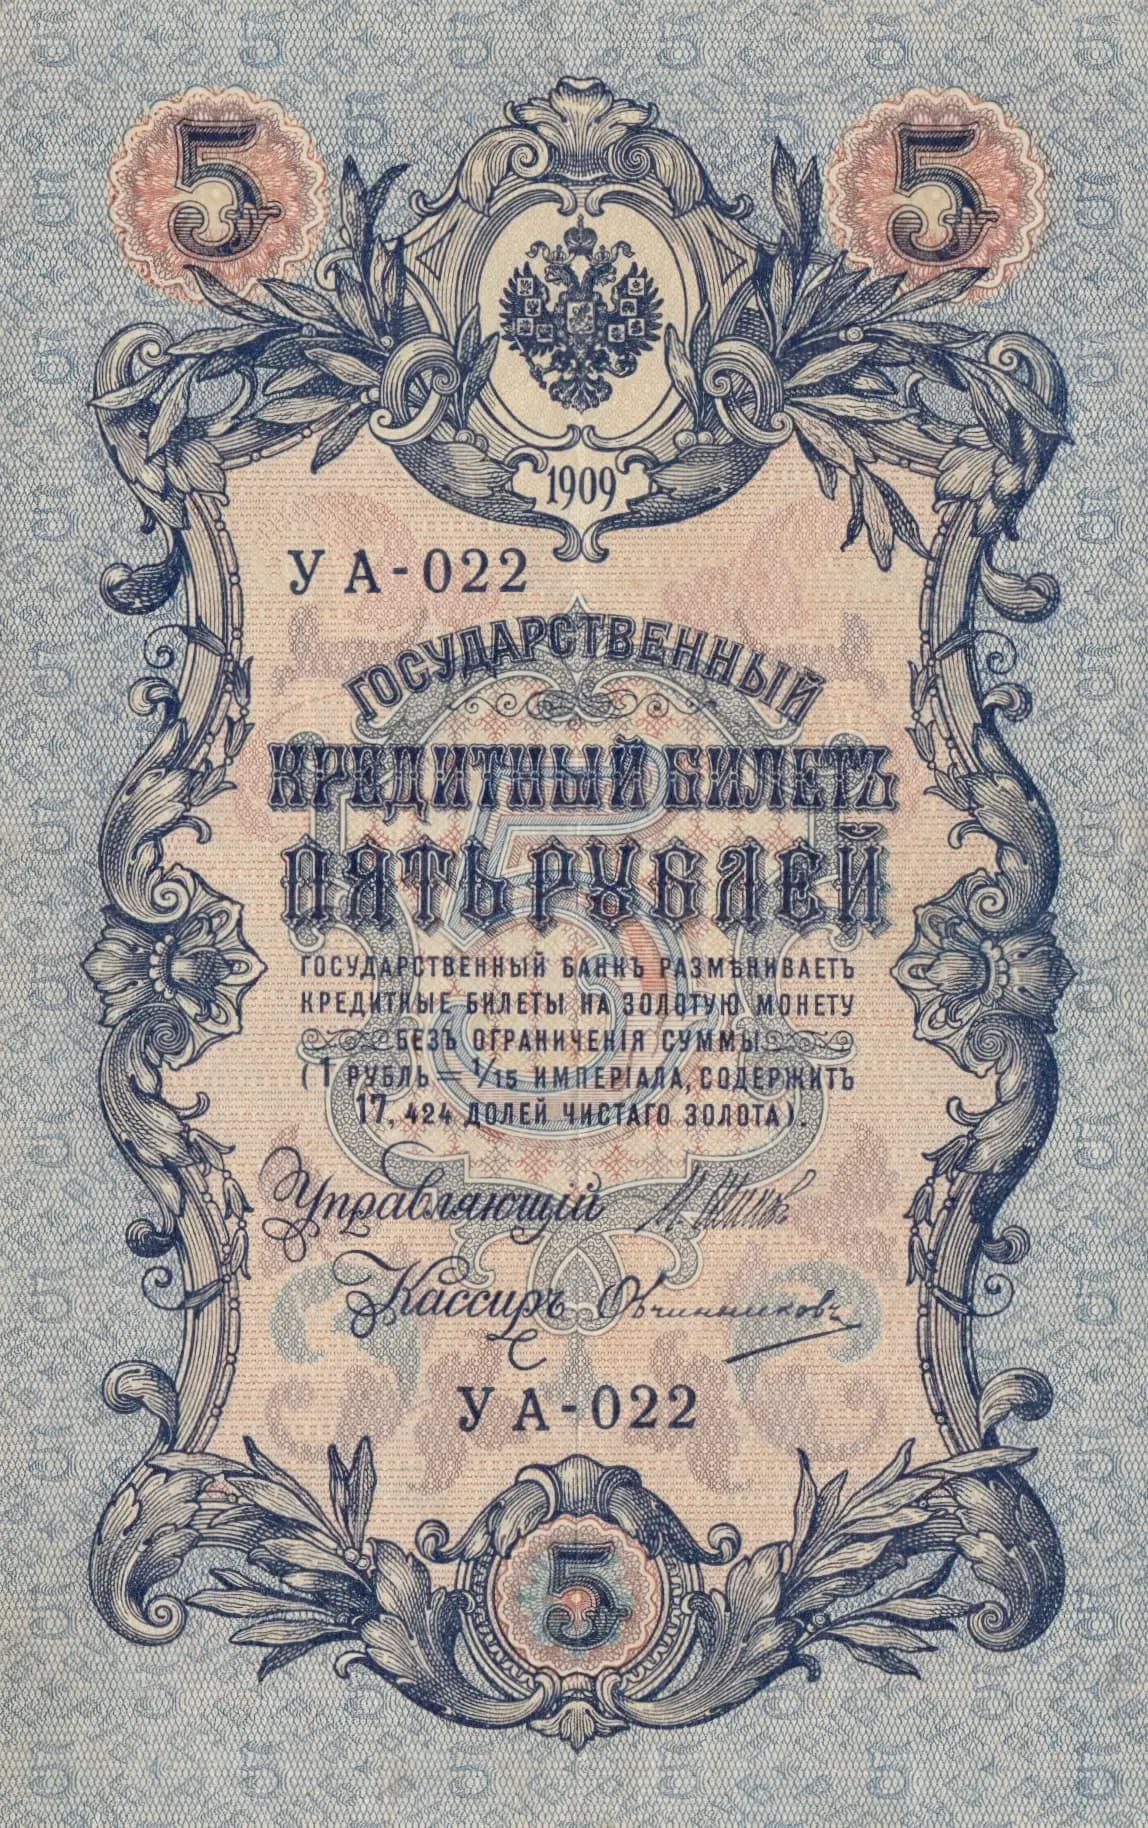 5 5
1909
УА-022
ГОСУДАРСТВЕННЫЙ
КРЕДИТНЫЙ БИЛЕТЪ
ПЯТЬ РУБЛЕЙ
5
ГОСУДАРСТВЕННЫЙ БАНКЪ РАЗМѢНИВАЕТЪ
КРЕДИТНЫЕ БИЛЕТЫ НА ЗОЛОТУЮ МОНЕТУ
БЕЗЪ ОГРАНИЧЕНІЯ СУММЫ
(1 РУБЛЬ — 1/15 ИМПЕРІАЛА, СОДЕРЖИТЪ
17, 424 ДОЛЕЙ ЧИСТАГО ЗОЛОТА).
Управляющій
Кассиръ Овчинниковъ
УА-022
5